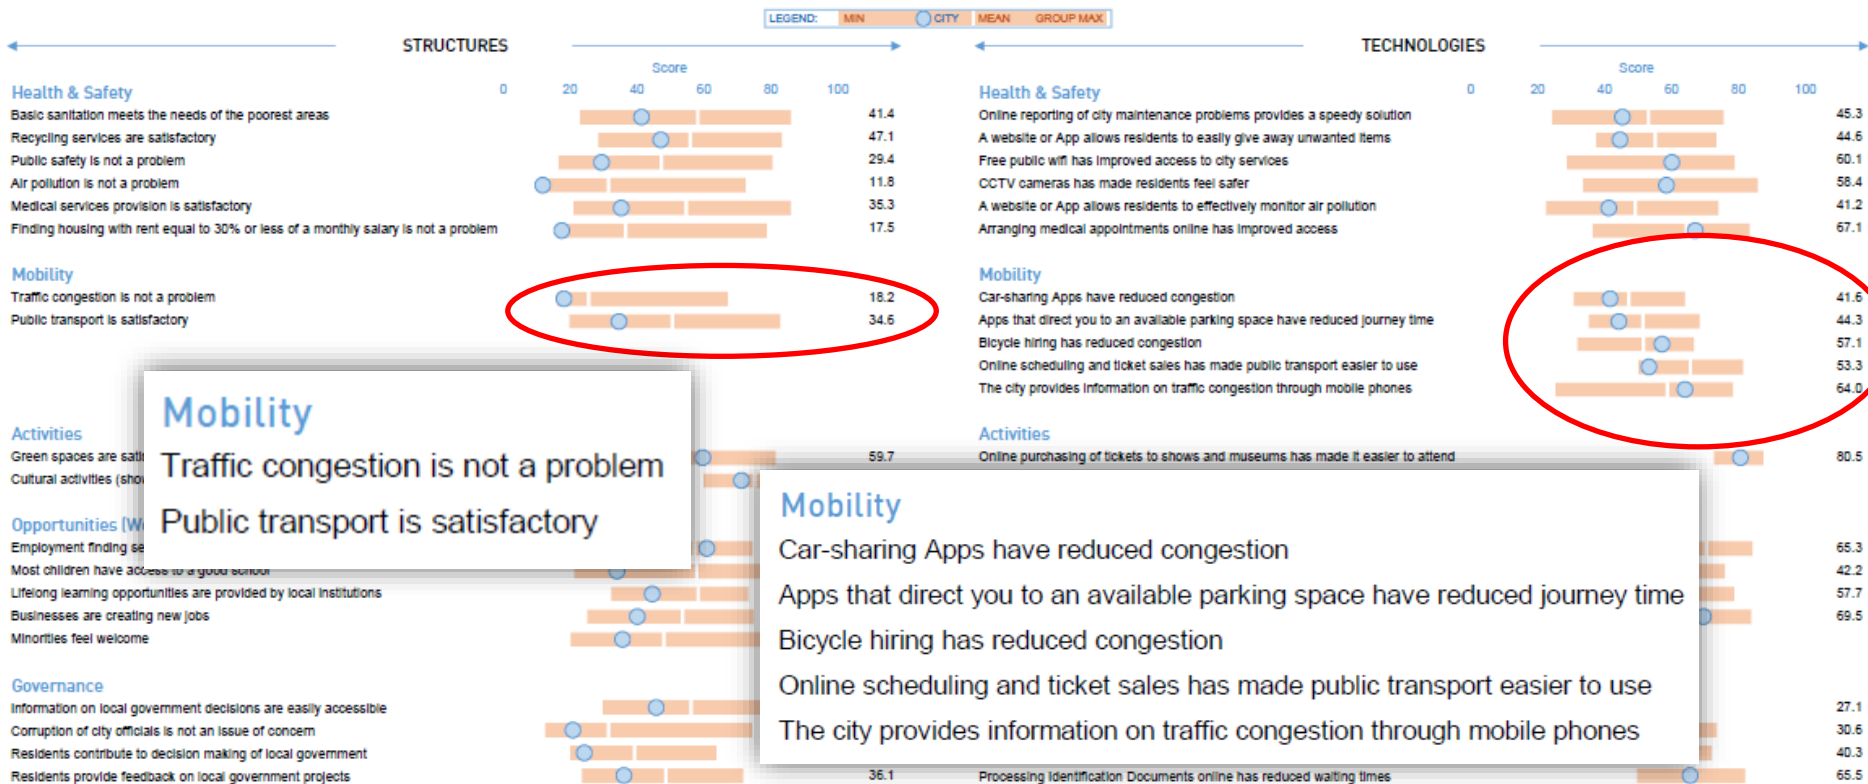 LEGEND: MIN CITY MEAN GROUP MAX
STRUCTURES
Score
0 20 40 60 80 100
Health & Safety
Basic sanitation meets the needs of the poorest areas 41.4
Recycling services are satisfactory 47.1
Public safety is not a problem 29.4
Air pollution is not a problem 11.8
Medical services provision is satisfactory 35.3
Finding housing with rent equal to 30% or less of a monthly salary is not a problem 17.5
Mobility
Traffic congestion is not a problem 18.2
Public transport is satisfactory 34.6
Activities
Green spaces are 59.7
Cultural activities
Opportunities
Employment finding
Most children have access to a good school
Lifelong learning opportunities are provided by local institutions
Businesses are creating new jobs
Minorities feel welcome
Governance
Information on local government decisions are easily accessible
Corruption of city officials is not an issue of concern
Residents contribute to decision making of local government
Residents provide feedback on local government projects 36.1
Mobility
Traffic congestion is not a problem
Public transport is satisfactory
TECHNOLOGIES
Score
0 20 40 60 80 100
Health & Safety
Online reporting of city maintenance problems provides a speedy solution 45.3
A website or App allows residents to easily give away unwanted items 44.6
Free public wifi has improved access to city services 60.1
CCTV cameras has made residents feel safer 58.4
A website or App allows residents to effectively monitor air pollution 41.2
Arranging medical appointments online has improved access 67.1
Mobility
Car-sharing Apps have reduced congestion 41.6
Apps that direct you to an available parking space have reduced journey time 44.3
Bicycle hiring has reduced congestion 57.1
Online scheduling and ticket sales has made public transport easier to use 53.3
The city provides information on traffic congestion through mobile phones 64.0
Activities
Online purchasing of tickets to shows and museums has made it easier to attend 80.5
65.3
42.2
57.7
69.5
27.1
30.6
40.3
Processing Identification Documents online has reduced waiting times 65.5
Mobility
Car-sharing Apps have reduced congestion
Apps that direct you to an available parking space have reduced journey time
Bicycle hiring has reduced congestion
Online scheduling and ticket sales has made public transport easier to use
The city provides information on traffic congestion through mobile phones